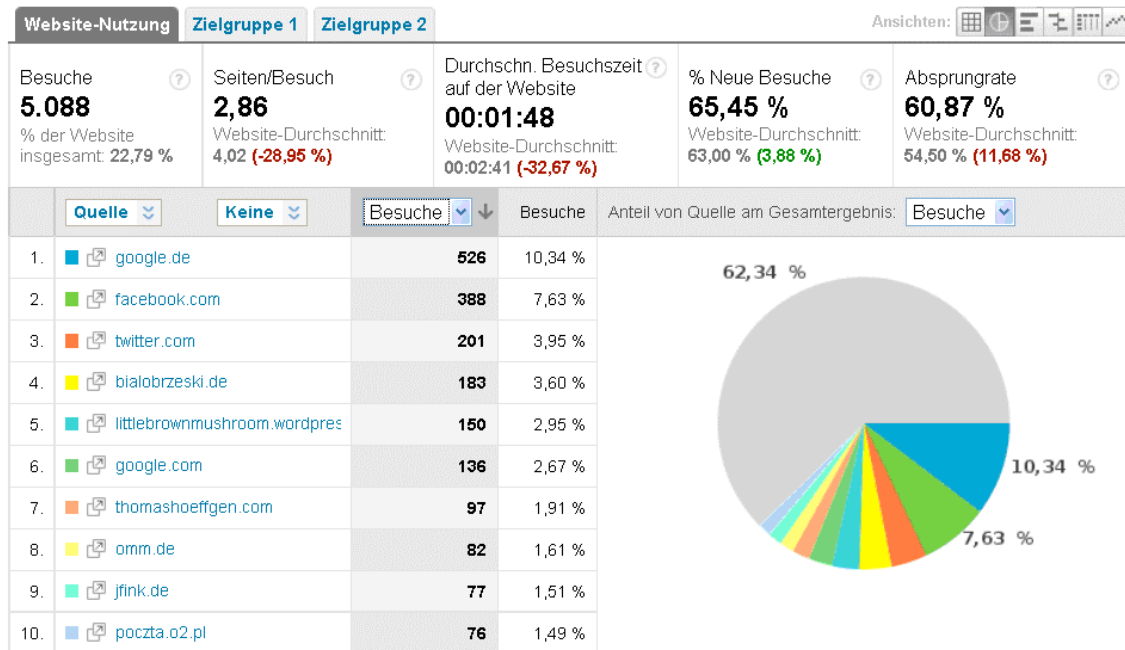 Website-Nutzung Zielgruppe 1 Zielgruppe 2 Ansichten:
Besuche ?
5.088
% der Website
insgesamt: 22,79 %
Seiten/Besuch ?
2,86
Website-Durchschnitt:
4,02 (-28,95 %)
Durchschn. Besuchszeit ?
auf der Website
00:01:48
Website-Durchschnitt:
00:02:41 (-32,67 %)
% Neue Besuche ?
65,45 %
Website-Durchschnitt:
63,00 % (3,88 %)
Absprungrate ?
60,87 %
Website-Durchschnitt:
54,50 % (11,68 %)
Quelle Keine Besuche Besuche Anteil von Quelle am Gesamtergebnis: Besuche
1. google.de 526 10,34 %
2. facebook.com 388 7,63 %
3. twitter.com 201 3,95 %
4. bialobrzeski.de 183 3,60 %
5. littlebrownmushroom.wordpres 150 2,95 %
6. google.com 136 2,67 %
7. thomashoeffgen.com 97 1,91 %
8. omm.de 82 1,61 %
9. jfink.de 77 1,51 %
10. poczta.o2.pl 76 1,49 %
62,34 %
10,34 %
7,63 %